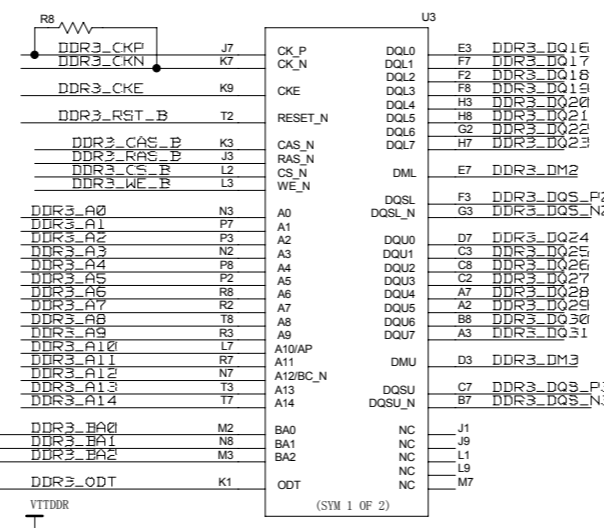 R8 U3
DDR3_CKP J7 CK_P DQL0 E3 DDR3_DQ16
DDR3_CKN K7 CK_N DQL1 F7 DDR3_DQ17
DQL2 F2 DDR3_DQ18
DDR3_CKE K9 CKE DQL3 F8 DDR3_DQ19
DQL4 H3 DDR3_DQ20
DDR3_RST_B T2 RESET_N DQL5 H8 DDR3_DQ21
DQL6 G2 DDR3_DQ22
DDR3_CAS_B K3 CAS_N DQL7 H7 DDR3_DQ23
DDR3_RAS_B J3 RAS_N
DDR3_CS_B L2 CS_N DML E7 DDR3_DM2
DDR3_WE_B L3 WE_N
DQSL F3 DDR3_DQS_P2
DDR3_A0 N3 A0 DQSL_N G3 DDR3_DQS_N2
DDR3_A1 P7 A1
DDR3_A2 P3 A2 DQU0 D7 DDR3_DQ24
DDR3_A3 N2 A3 DQU1 C3 DDR3_DQ25
DDR3_A4 P8 A4 DQU2 C8 DDR3_DQ26
DDR3_A5 P2 A5 DQU3 C2 DDR3_DQ27
DDR3_A6 R8 A6 DQU4 A7 DDR3_DQ28
DDR3_A7 R2 A7 DQU5 A2 DDR3_DQ29
DDR3_A8 T8 A8 DQU6 B8 DDR3_DQ30
DDR3_A9 R3 A9 DQU7 A3 DDR3_DQ31
DDR3_A10 L7 A10/AP
DDR3_A11 R7 A11 DMU D3 DDR3_DM3
DDR3_A12 N7 A12/BC_N
DDR3_A13 T3 A13 DQSU C7 DDR3_DQS_P3
DDR3_A14 T7 A14 DQSU_N B7 DDR3_DQS_N3
DDR3_BA0 M2 BA0 NC J1
DDR3_BA1 N8 BA1 NC J9
DDR3_BA2 M3 BA2 NC L1
NC L9
DDR3_ODT K1 ODT NC M7
VTTDDR (SYM 1 OF 2)